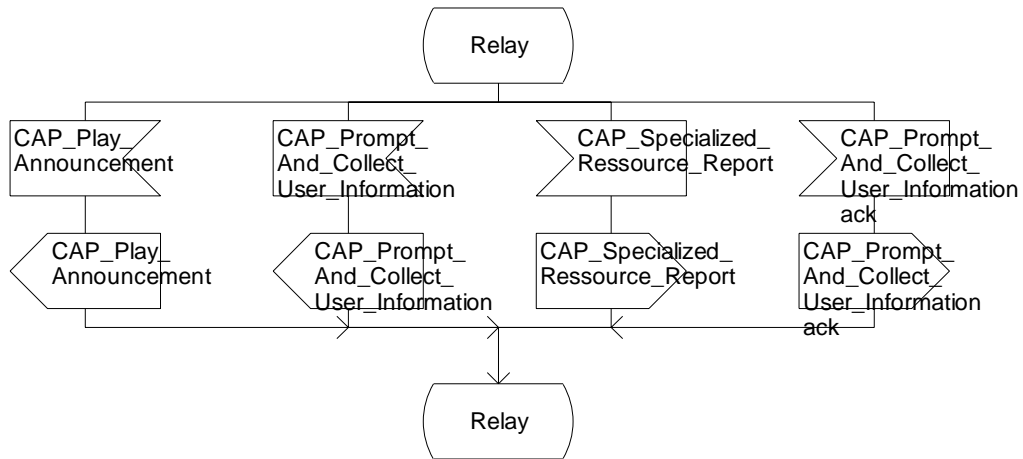 Relay
CAP_Play_
Announcement
CAP_Prompt_
And_Collect_
User_Information
CAP_Specialized_
Ressource_Report
CAP_Prompt_
And_Collect_
User_Information
ack
CAP_Play_
Announcement
CAP_Prompt_
And_Collect_
User_Information
CAP_Specialized_
Ressource_Report
CAP_Prompt_
And_Collect_
User_Information
ack
Relay